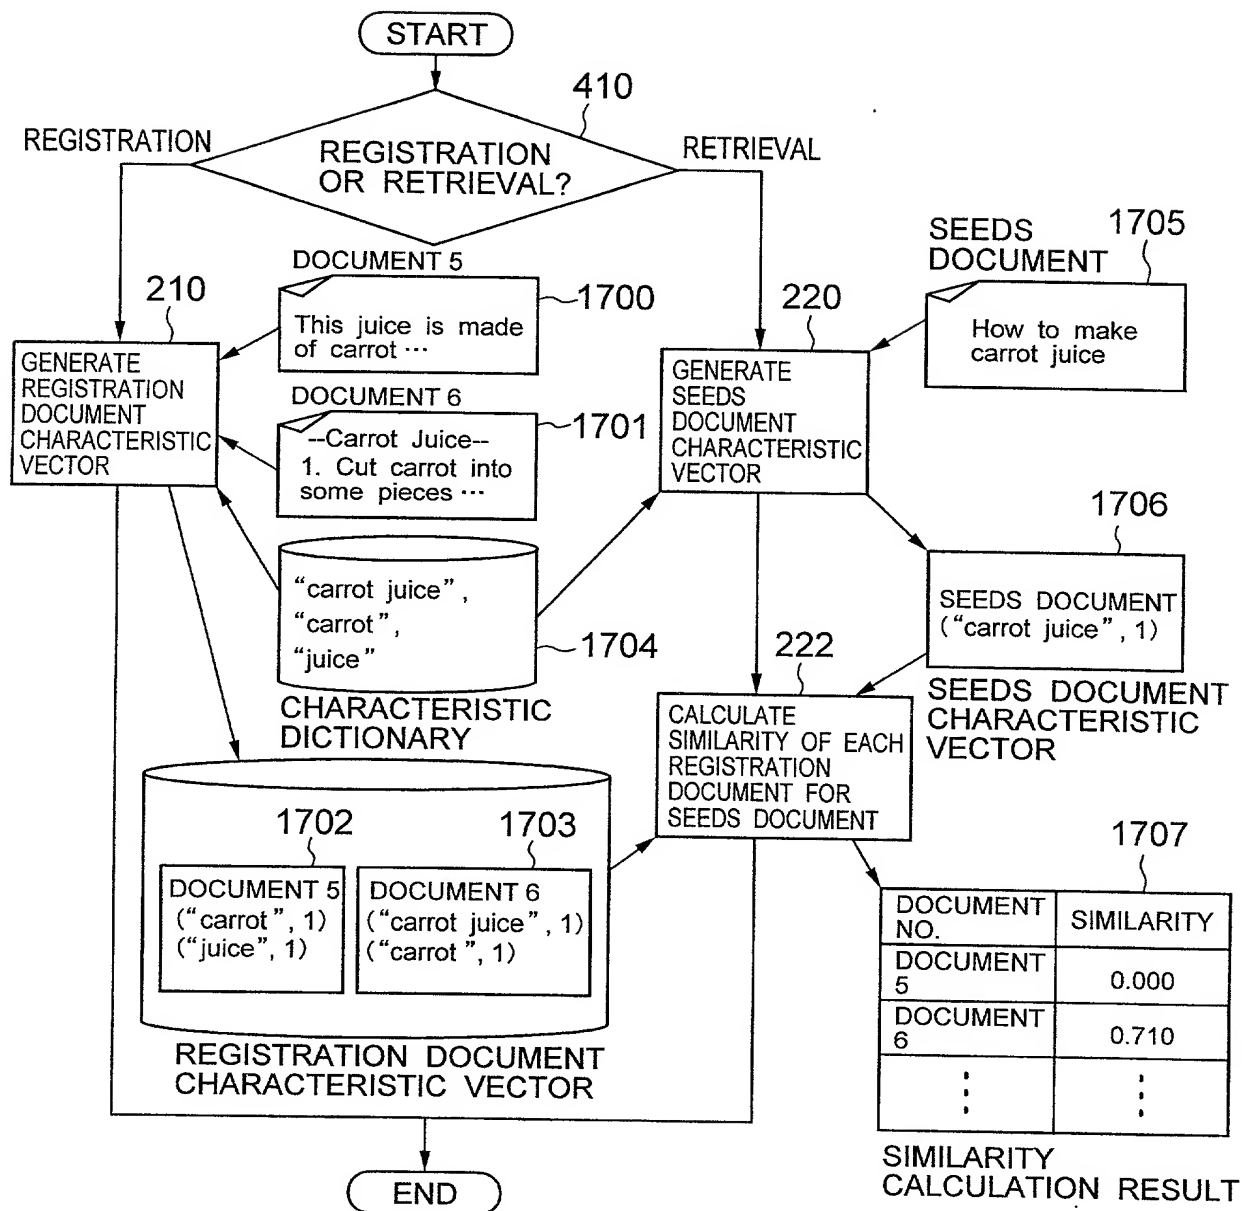 START
410
REGISTRATION
REGISTRATION
OR RETRIEVAL?
RETRIEVAL
210
DOCUMENT 5
1700
This juice is made
of carrot ···
220
SEEDS
DOCUMENT
1705
How to make
carrot juice
GENERATE
REGISTRATION
DOCUMENT
CHARACTERISTIC
VECTOR
DOCUMENT 6
1701
--Carrot Juice--
1. Cut carrot into
some pieces ···
GENERATE
SEEDS
DOCUMENT
CHARACTERISTIC
VECTOR
“carrot juice”,
“carrot”,
“juice”
1704
CHARACTERISTIC
DICTIONARY
1706
SEEDS DOCUMENT
(“carrot juice”, 1)
SEEDS DOCUMENT
CHARACTERISTIC
VECTOR
222
CALCULATE
SIMILARITY OF EACH
REGISTRATION
DOCUMENT FOR
SEEDS DOCUMENT
1702
DOCUMENT 5
(“carrot”, 1)
(“juice”, 1)
1703
DOCUMENT 6
(“carrot juice”, 1)
(“carrot”, 1)
REGISTRATION DOCUMENT
CHARACTERISTIC VECTOR
1707
DOCUMENT
NO.
SIMILARITY
DOCUMENT
5
0.000
DOCUMENT
6
0.710
SIMILARITY
CALCULATION RESULT
END